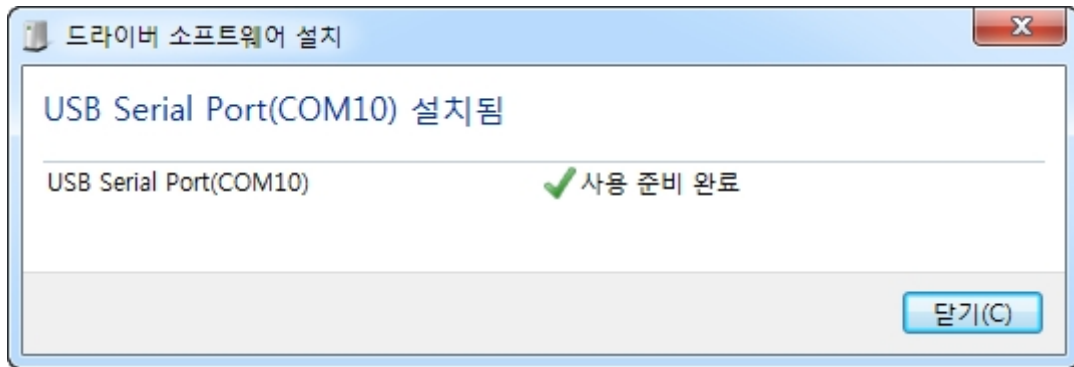 드라이버 소프트웨어 설치
USB Serial Port(COM10) 설치됨
USB Serial Port(COM10) 사용 준비 완료
닫기(C)